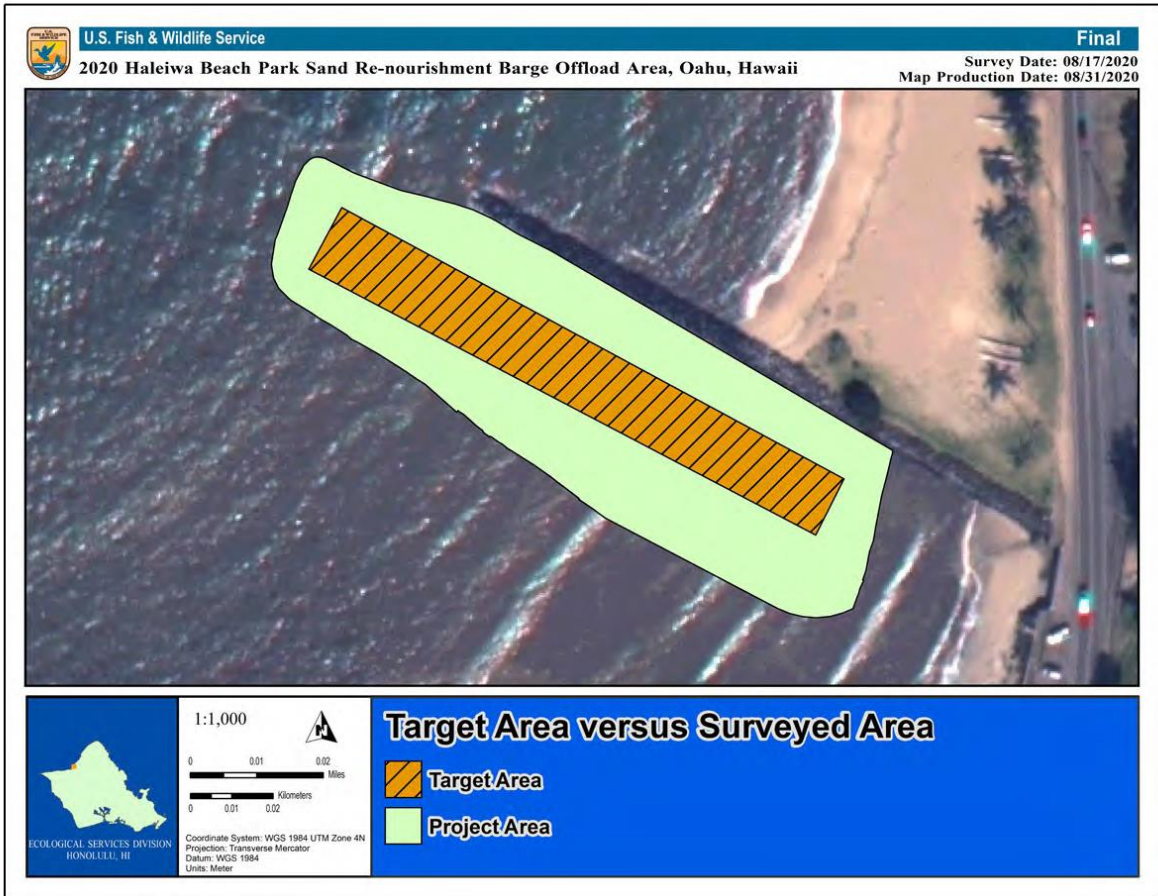 U.S. FISH & WILDLIFE SERVICE
U.S. Fish & Wildlife Service
Final
2020 Haleiwa Beach Park Sand Re-nourishment Barge Offload Area, Oahu, Hawaii
Survey Date: 08/17/2020
Map Production Date: 08/31/2020
ECOLOGICAL SERVICES DIVISION
HONOLULU, HI
1:1,000
N
0 0.01 0.02
Miles
Kilometers
0 0.01 0.02
Coordinate System: WGS 1984 UTM Zone 4N
Projection: Transverse Mercator
Datum: WGS 1984
Units: Meter
Target Area versus Surveyed Area
Target Area
Project Area